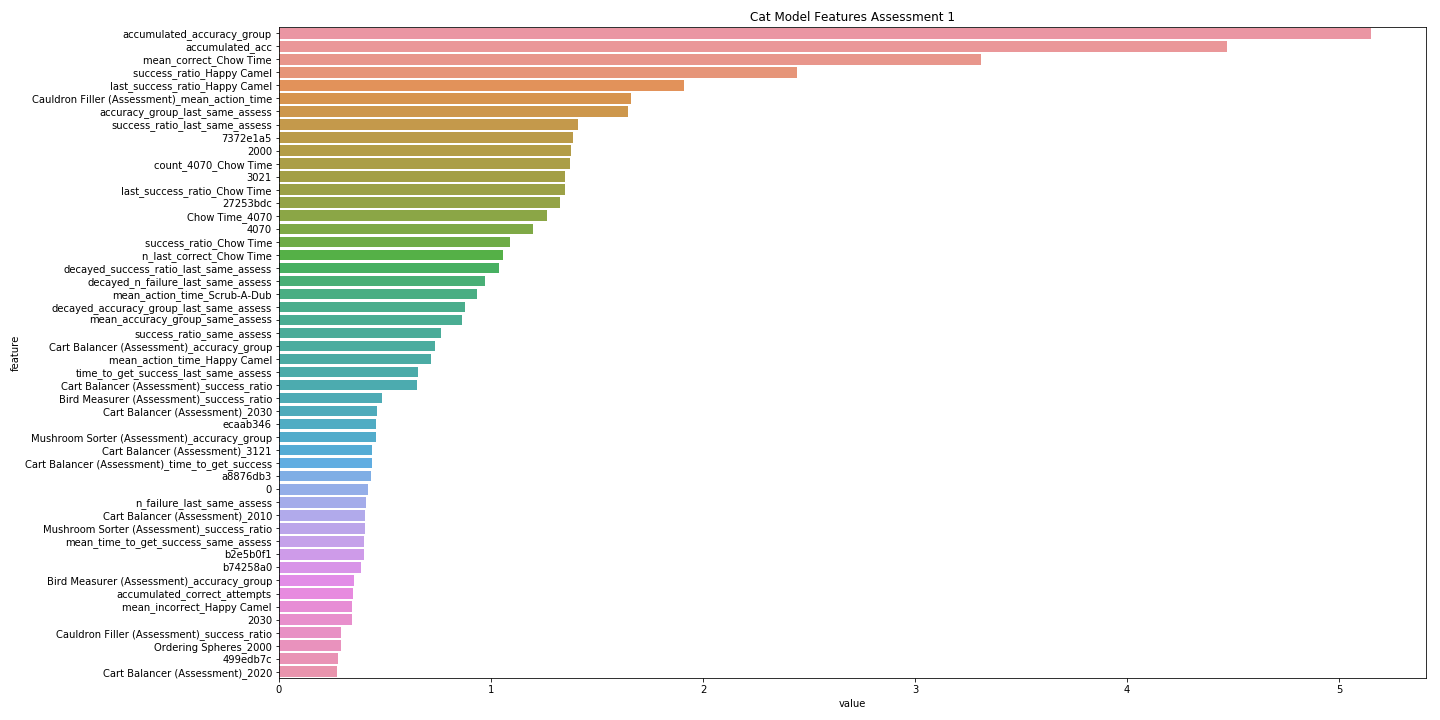 Cat Model Features Assessment 1
accumulated_accuracy_group
accumulated_acc
mean_correct_Chow Time
success_ratio_Happy Camel
last_success_ratio_Happy Camel
Cauldron Filler (Assessment)_mean_action_time
accuracy_group_last_same_assess
success_ratio_last_same_assess
7372e1a5
2000
count_4070_Chow Time
3021
last_success_ratio_Chow Time
27253bdc
Chow Time_4070
4070
success_ratio_Chow Time
n_last_correct_Chow Time
decayed_success_ratio_last_same_assess
decayed_n_failure_last_same_assess
mean_action_time_Scrub-A-Dub
decayed_accuracy_group_last_same_assess
mean_accuracy_group_same_assess
success_ratio_same_assess
Cart Balancer (Assessment)_accuracy_group
mean_action_time_Happy Camel
time_to_get_success_last_same_assess
Cart Balancer (Assessment)_success_ratio
Bird Measurer (Assessment)_success_ratio
Cart Balancer (Assessment)_2030
ecaab346
Mushroom Sorter (Assessment)_accuracy_group
Cart Balancer (Assessment)_3121
Cart Balancer (Assessment)_time_to_get_success
a8876db3
0
n_failure_last_same_assess
Cart Balancer (Assessment)_2010
Mushroom Sorter (Assessment)_success_ratio
mean_time_to_get_success_same_assess
b2e5b0f1
b74258a0
Bird Measurer (Assessment)_accuracy_group
accumulated_correct_attempts
mean_incorrect_Happy Camel
2030
Cauldron Filler (Assessment)_success_ratio
Ordering Spheres_2000
499edb7c
Cart Balancer (Assessment)_2020
feature
0 1 2 3 4 5
value